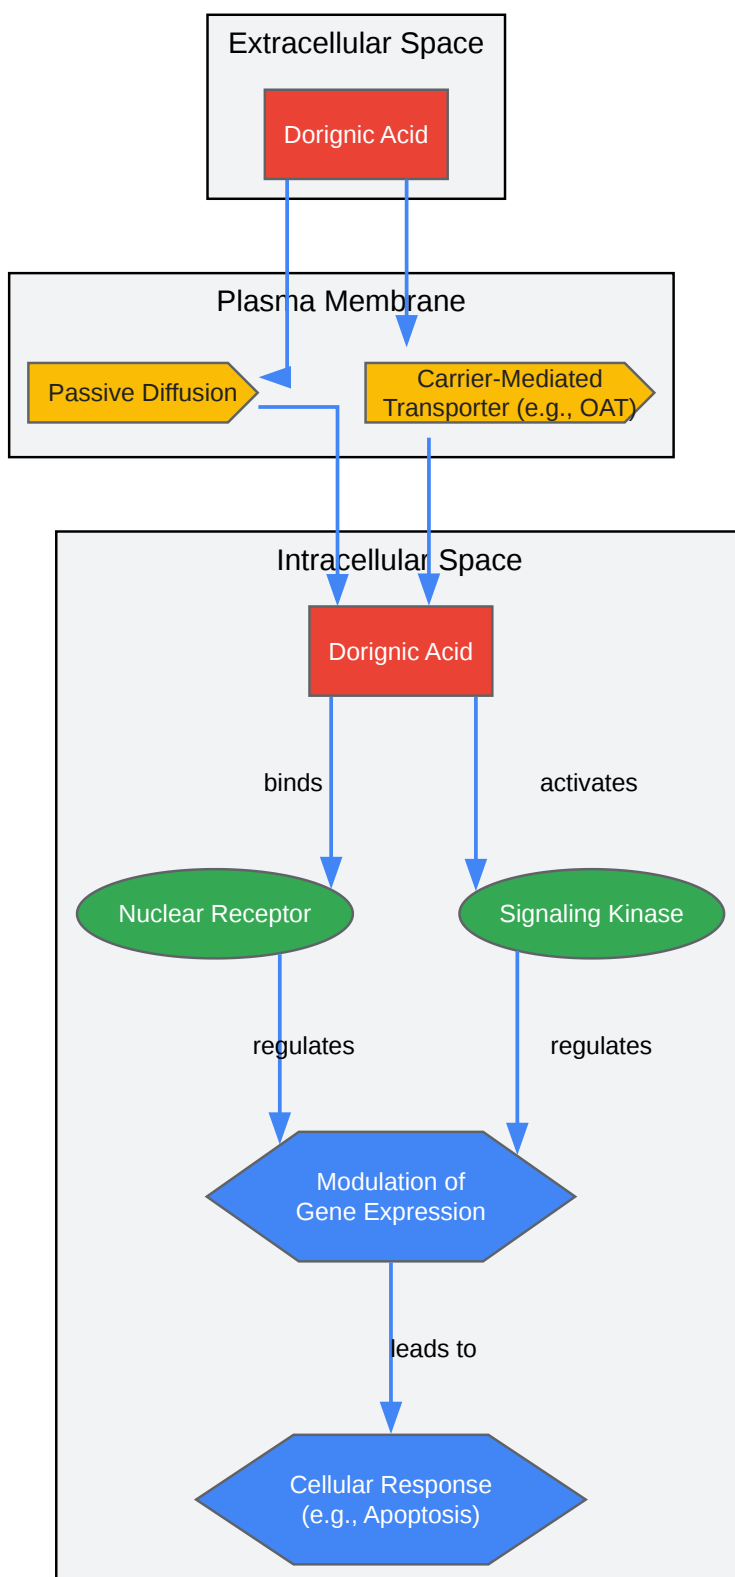 Extracellular Space
Dorignic Acid
Plasma Membrane
Passive Diffusion
Carrier-Mediated
Transporter (e.g., OAT)
Intracellular Space
Dorignic Acid
binds
activates
Nuclear Receptor
Signaling Kinase
regulates
regulates
Modulation of
Gene Expression
leads to
Cellular Response
(e.g., Apoptosis)